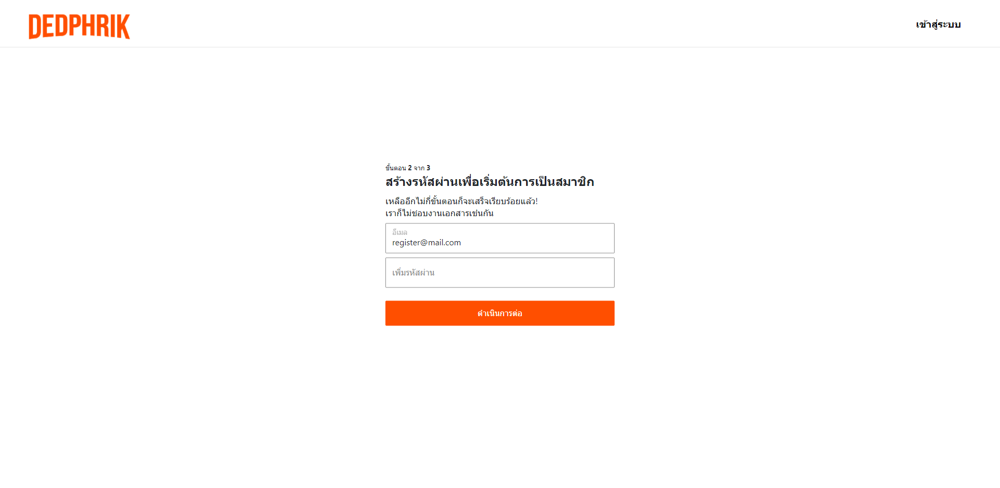 DEDPHRIK
เข้าสู่ระบบ
ขั้นตอน 2 จาก 3
สร้างรหัสผ่านเพื่อเริ่มต้นการเป็นสมาชิก
เหลืออีกไม่กี่ขั้นตอนก็จะเสร็จเรียบร้อยแล้ว!
เราก็ไม่ชอบงานเอกสารเช่นกัน
อีเมล
register@mail.com
เพิ่มรหัสผ่าน
ดำเนินการต่อ